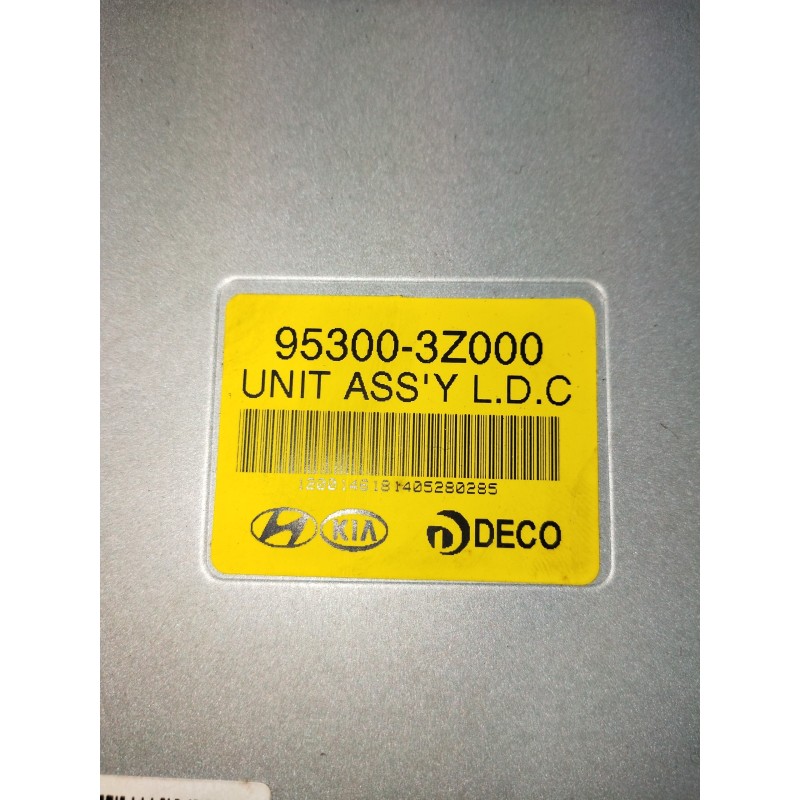 95300-3Z000
UNIT ASS'Y L.D.C
KIA
DECO